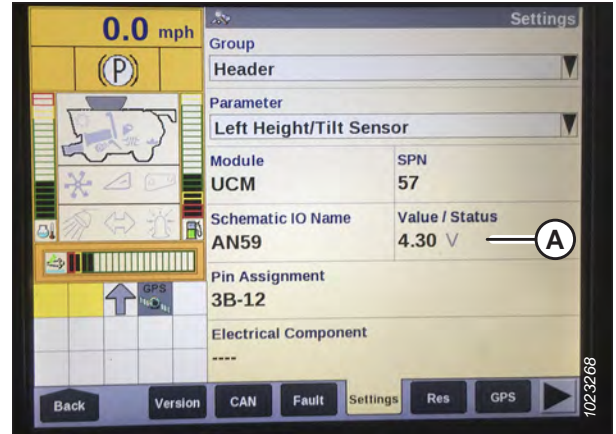 0.0 mph
Settings
(P)
Group
Header
Parameter
Left Height/Tilt Sensor
Module
SPN
UCM
57
Schematic IO Name
Value / Status
AN59
4.30 V
A
Pin Assignment
3B-12
GPS
Electrical Component
----
Back
Version
CAN
Fault
Settings
Res
GPS
1023268